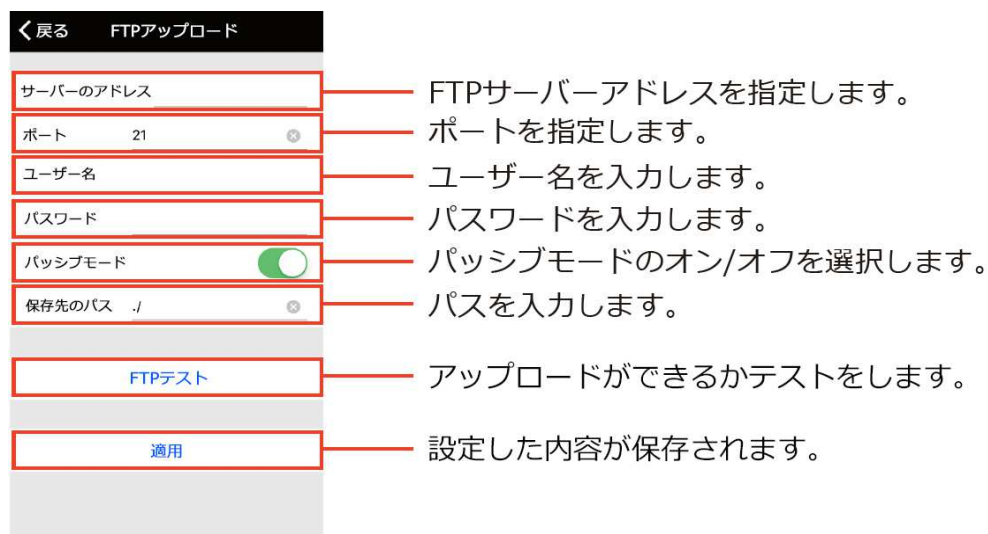 戻る FTPアップロード
サーバーのアドレス FTPサーバーアドレスを指定します。
ポート 21 ポートを指定します。
ユーザー名 ユーザー名を入力します。
パスワード パスワードを入力します。
パッシブモード パッシブモードのオン/オフを選択します。
保存先のパス ./ パスを入力します。
FTPテスト アップロードができるかテストをします。
適用 設定した内容が保存されます。